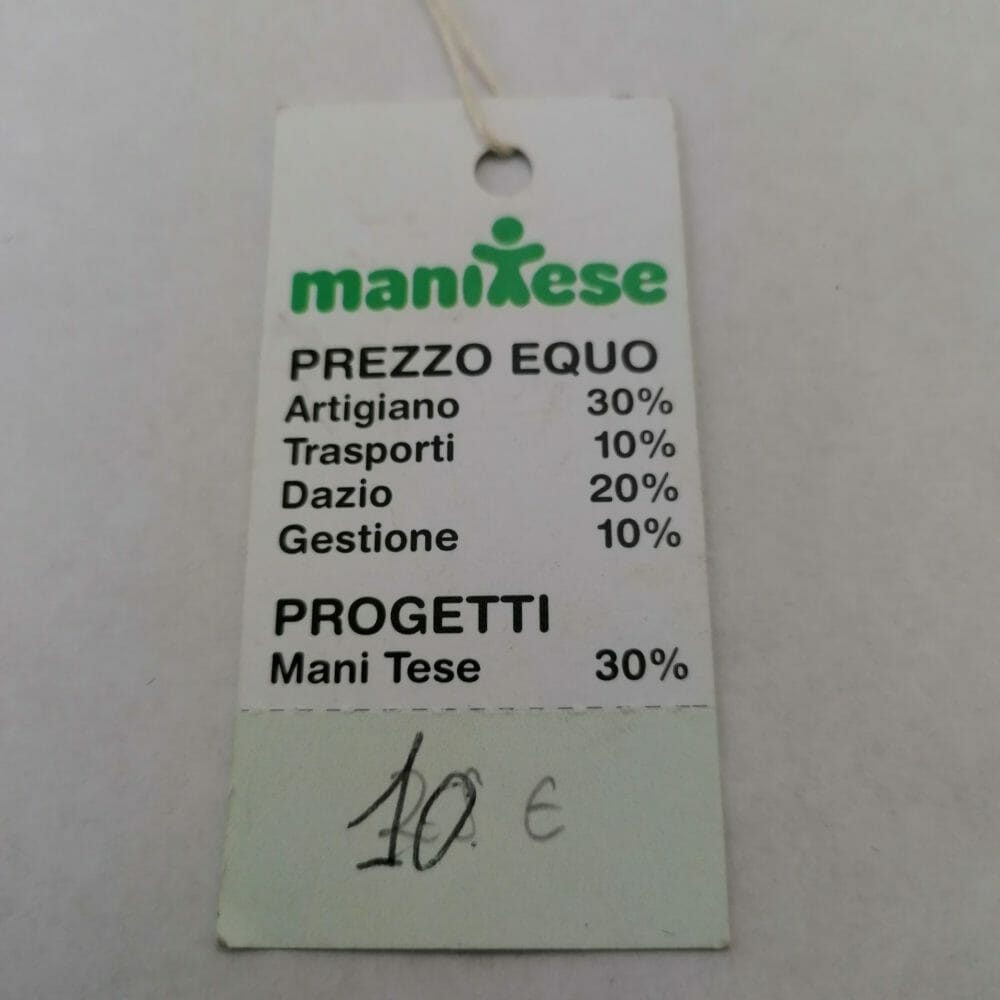 manitese
PREZZO EQUO
Artigiano 30%
Trasporti 10%
Dazio 20%
Gestione 10%
PROGETTI
Mani Tese 30%
10 €